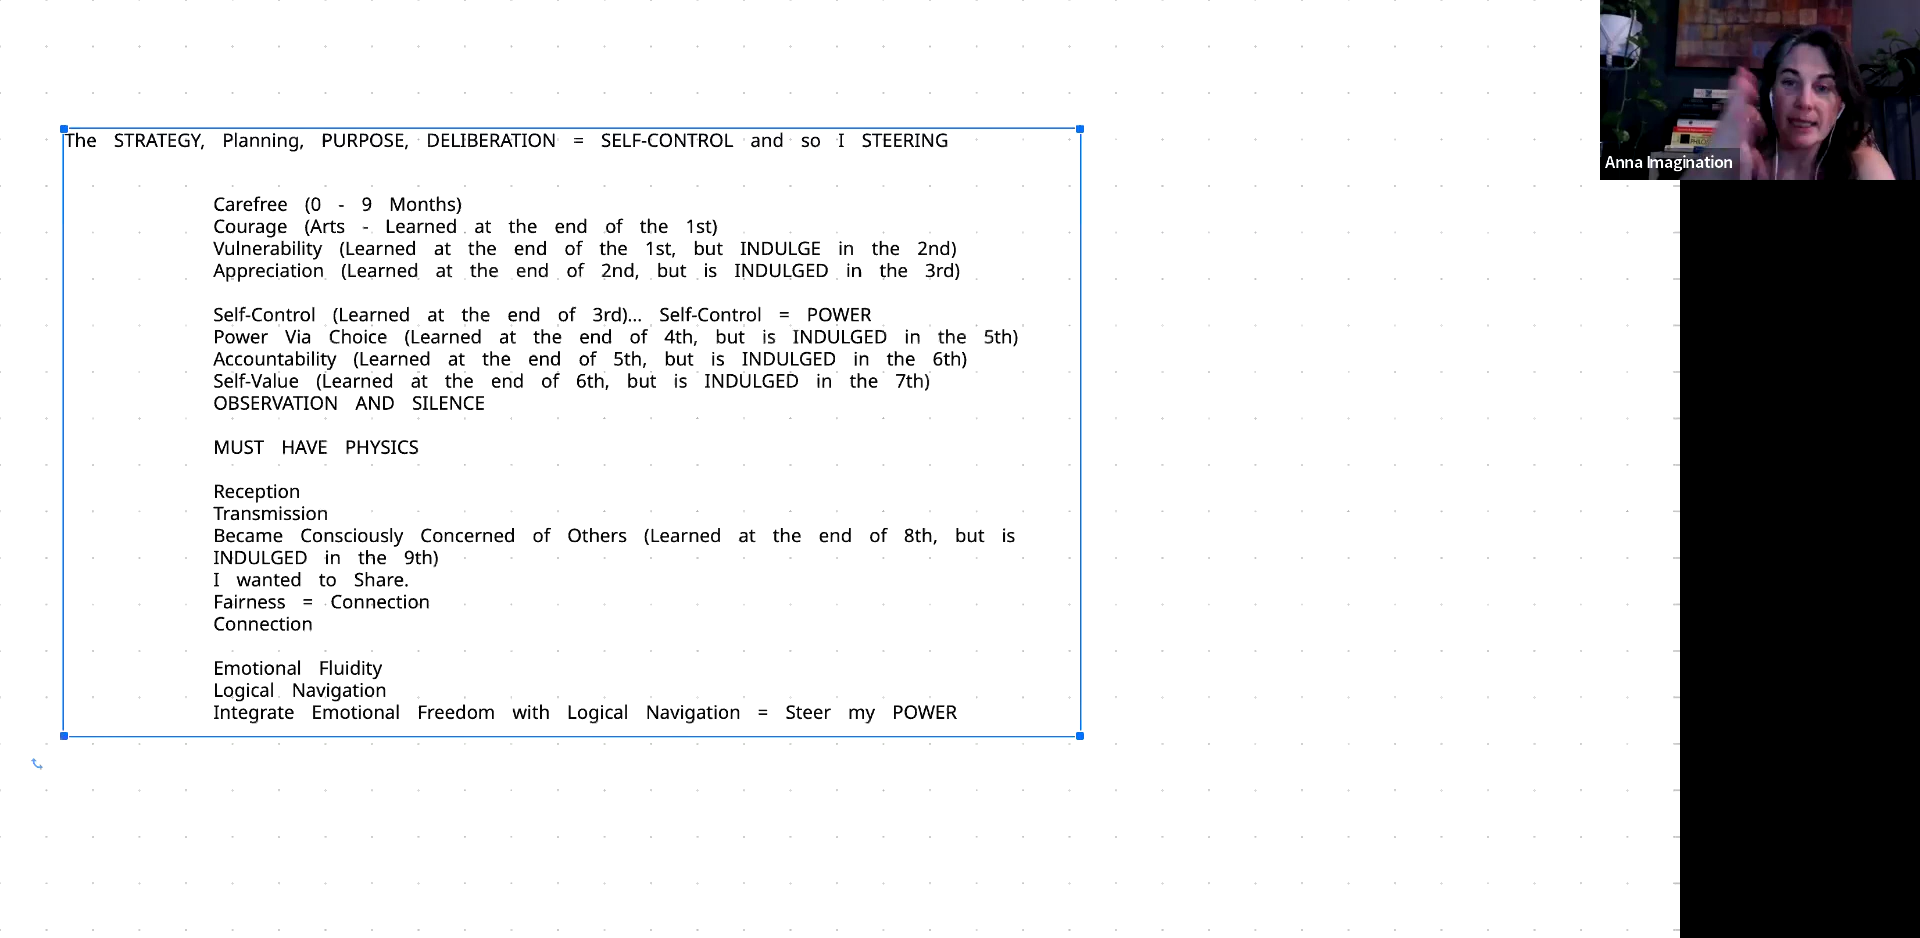 The STRATEGY, Planning, PURPOSE, DELIBERATION = SELF-CONTROL and so I STEERING
Carefree (0 - 9 Months)
Courage (Arts - Learned at the end of the 1st)
Vulnerability (Learned at the end of the 1st, but INDULGE in the 2nd)
Appreciation (Learned at the end of 2nd, but is INDULGED in the 3rd)
Self-Control (Learned at the end of 3rd)... Self-Control = POWER
Power Via Choice (Learned at the end of 4th, but is INDULGED in the 5th)
Accountability (Learned at the end of 5th, but is INDULGED in the 6th)
Self-Value (Learned at the end of 6th, but is INDULGED in the 7th)
OBSERVATION AND SILENCE
MUST HAVE PHYSICS
Reception
Transmission
Became Consciously Concerned of Others (Learned at the end of 8th, but is
INDULGED in the 9th)
I wanted to Share.
Fairness = Connection
Connection
Emotional Fluidity
Logical Navigation
Integrate Emotional Freedom with Logical Navigation = Steer my POWER
Anna Imagination